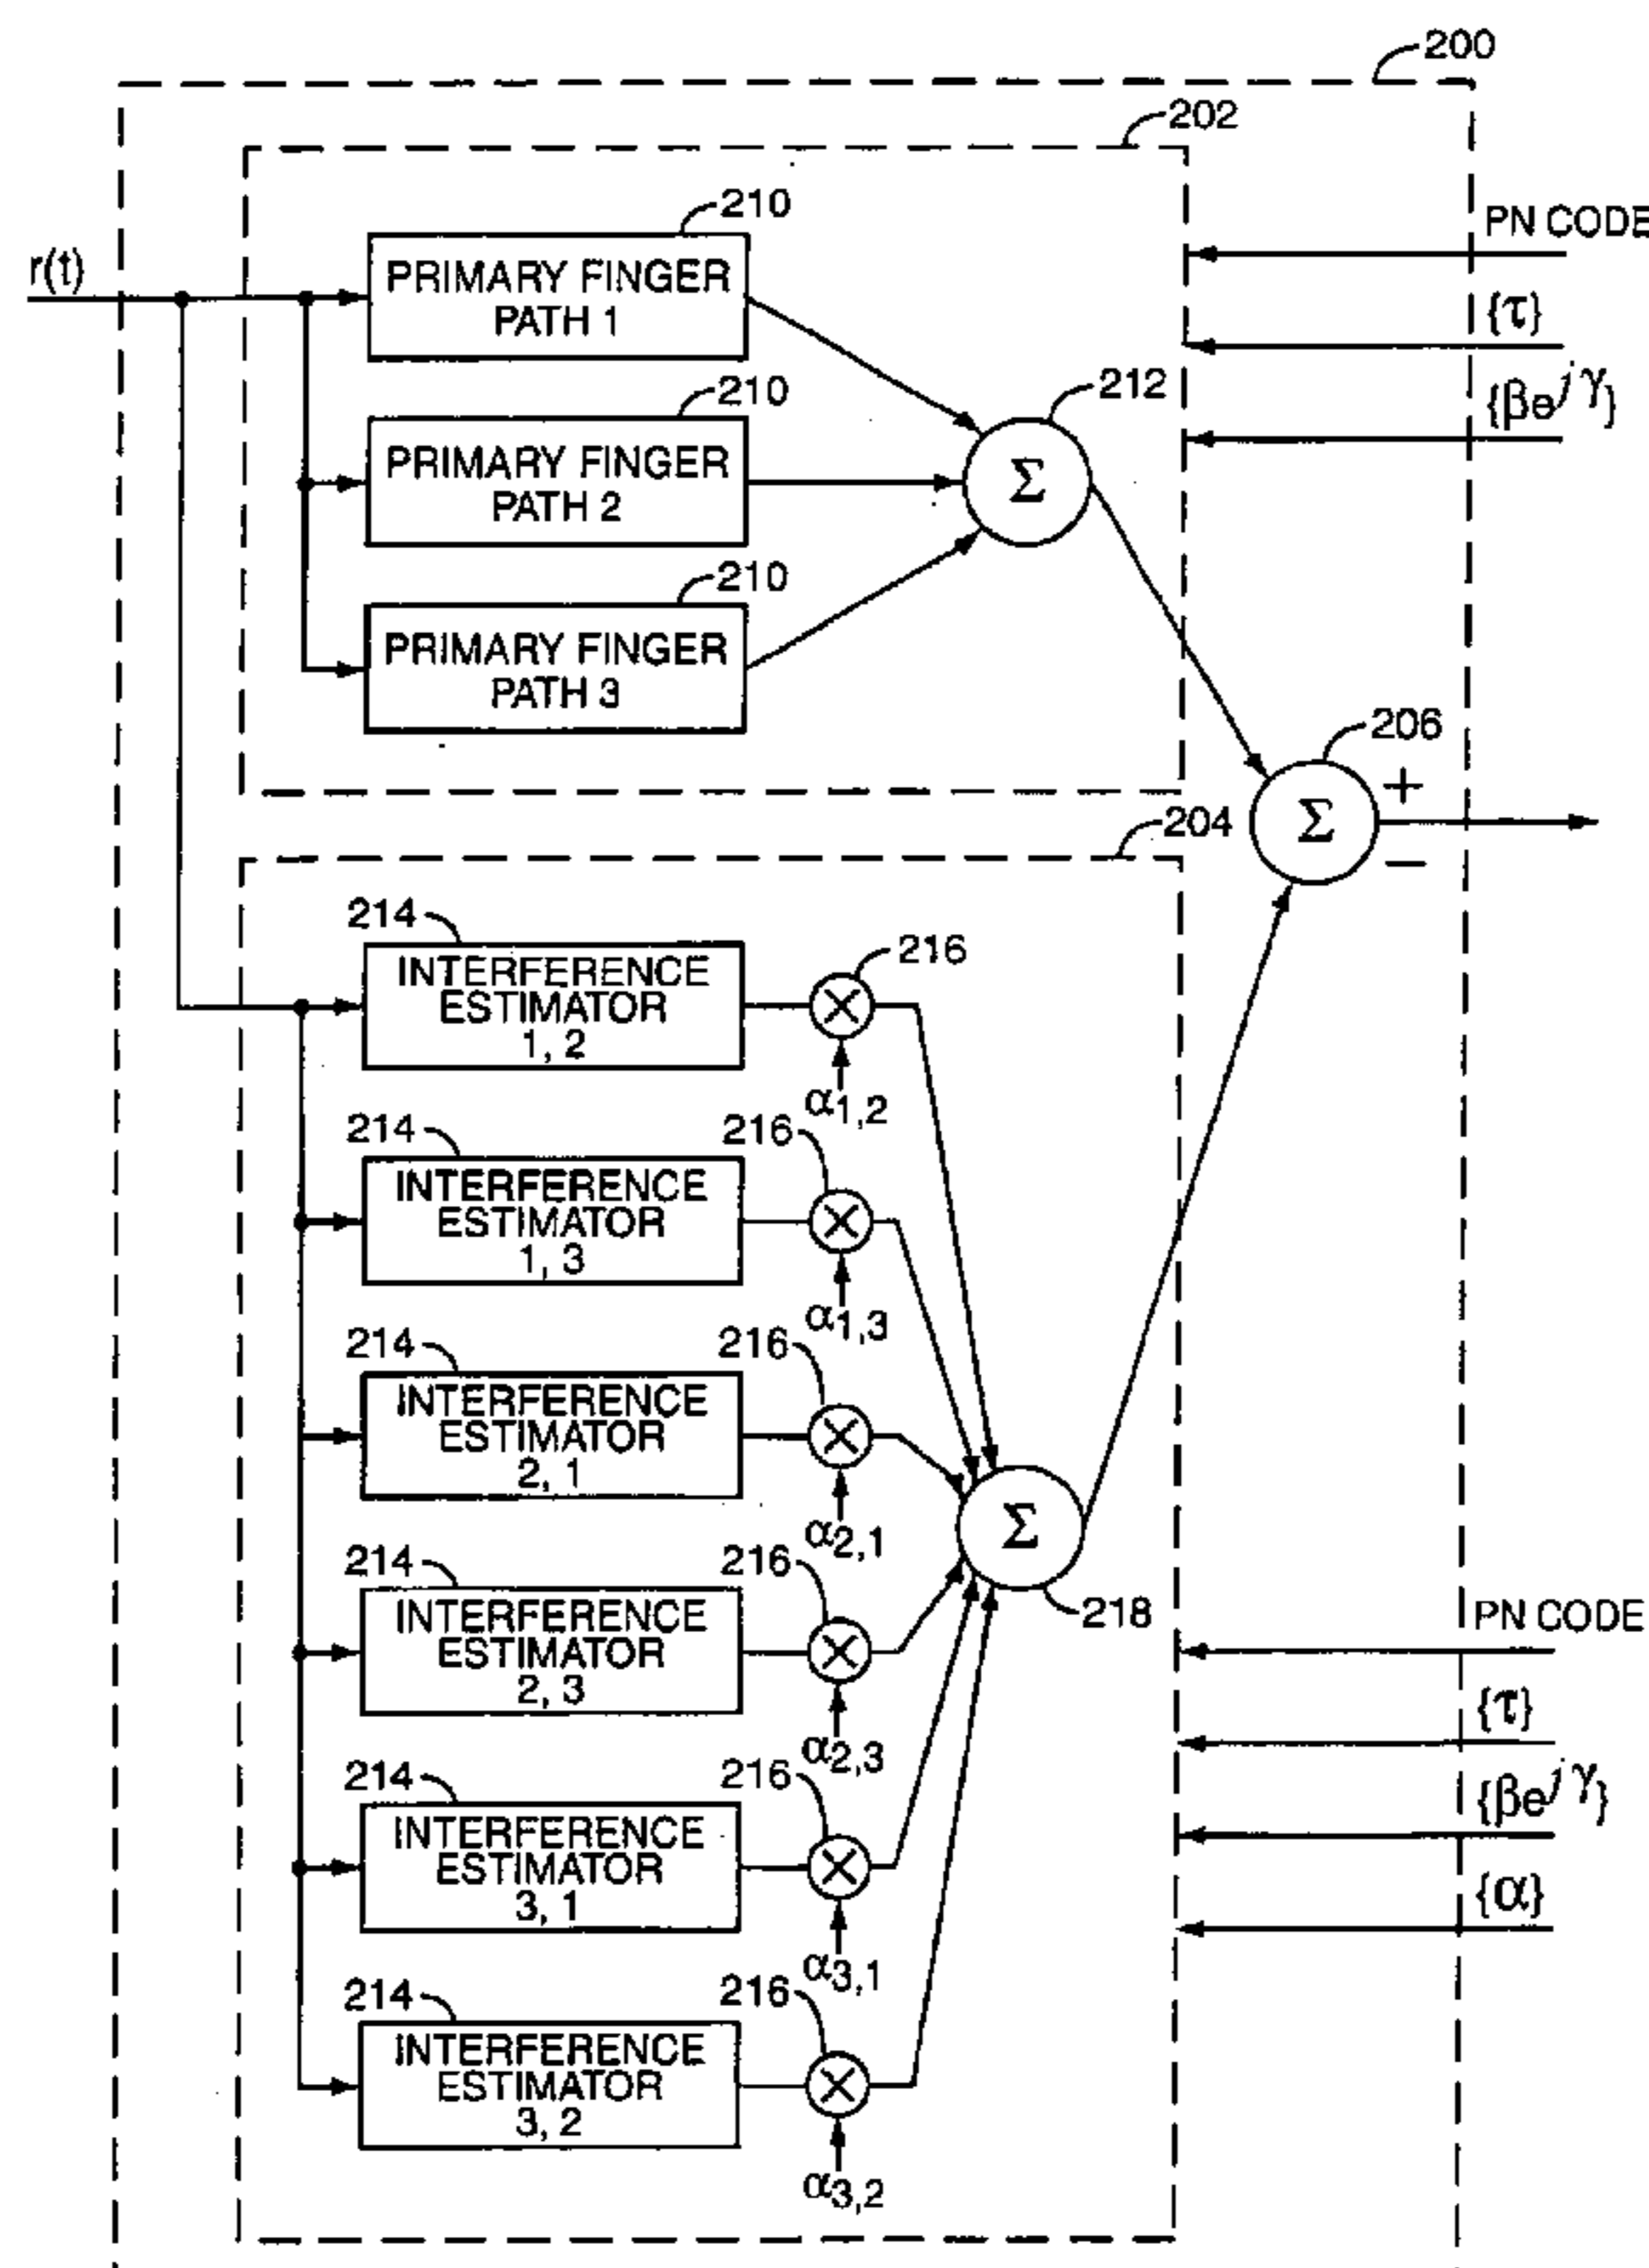 200
202
210
PN CODE
r(t)
PRIMARY FINGER
PATH 1
{τ}
210
212
{βe^jγ}
PRIMARY FINGER
PATH 2
Σ
210
PRIMARY FINGER
PATH 3
206
+
Σ
−
204
214
216
INTERFERENCE
ESTIMATOR
1, 2
α1,2
214
216
INTERFERENCE
ESTIMATOR
1, 3
α1,3
214
216
INTERFERENCE
ESTIMATOR
2, 1
Σ
α2,1
214
216
218
PN CODE
INTERFERENCE
ESTIMATOR
2, 3
{τ}
α2,3
214
216
{βe^jγ}
INTERFERENCE
ESTIMATOR
3, 1
{α}
α3,1
214
216
INTERFERENCE
ESTIMATOR
3, 2
α3,2